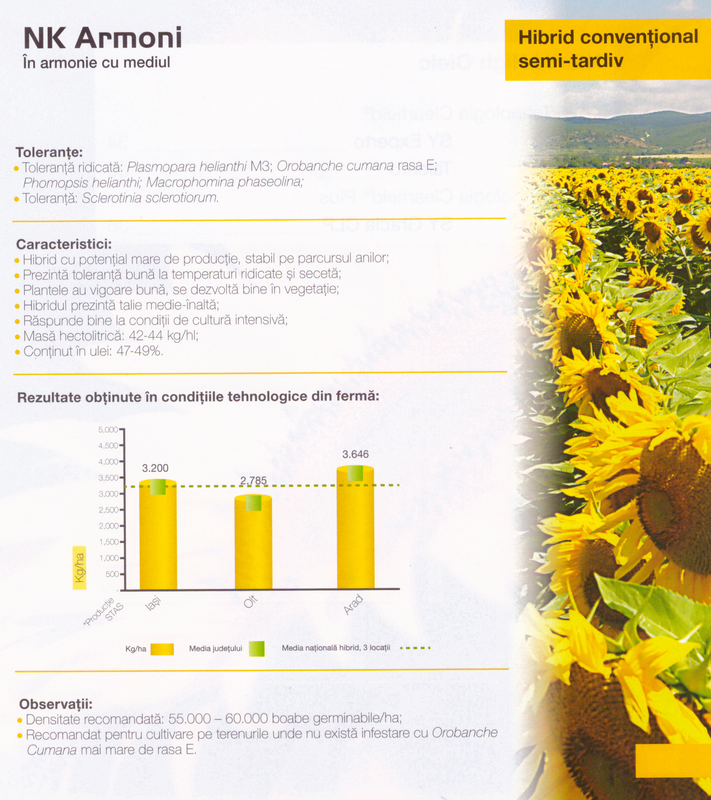 NK Armoni
În armonie cu mediul
Hibrid convențional
semi-tardiv
Toleranțe:
• Toleranță ridicată: Plasmopara helianthi M3; Orobanche cumana rasa E;
Phomopsis helianthi; Macrophomina phaseolina;
• Toleranță: Sclerotinia sclerotiorum.
Caracteristici:
• Hibrid cu potențial mare de producție, stabil pe parcursul anilor;
• Prezintă toleranță bună la temperaturi ridicate și secetă;
• Plantele au vigoare bună, se dezvoltă bine în vegetație;
• Hibridul prezintă talie medie-înaltă;
• Răspunde bine la condiții de cultură intensivă;
• Masă hectolitrică: 42-44 kg/hl;
• Conținut în ulei: 47-49%.
Rezultate obținute în condițiile tehnologice din fermă:
5,000
4,500
4,000
3,500
3,000
2,500
2,000
1,500
1,000
500
-
Kg/ha
3.200
2.785
3.646
*Producție
STAS
Iași
Olt
Arad
Kg/ha
Media județului
Media națională hibrid, 3 locații
Observații:
• Densitate recomandată: 55.000 – 60.000 boabe germinabile/ha;
• Recomandat pentru cultivare pe terenurile unde nu există infestare cu Orobanche
Cumana mai mare de rasa E.